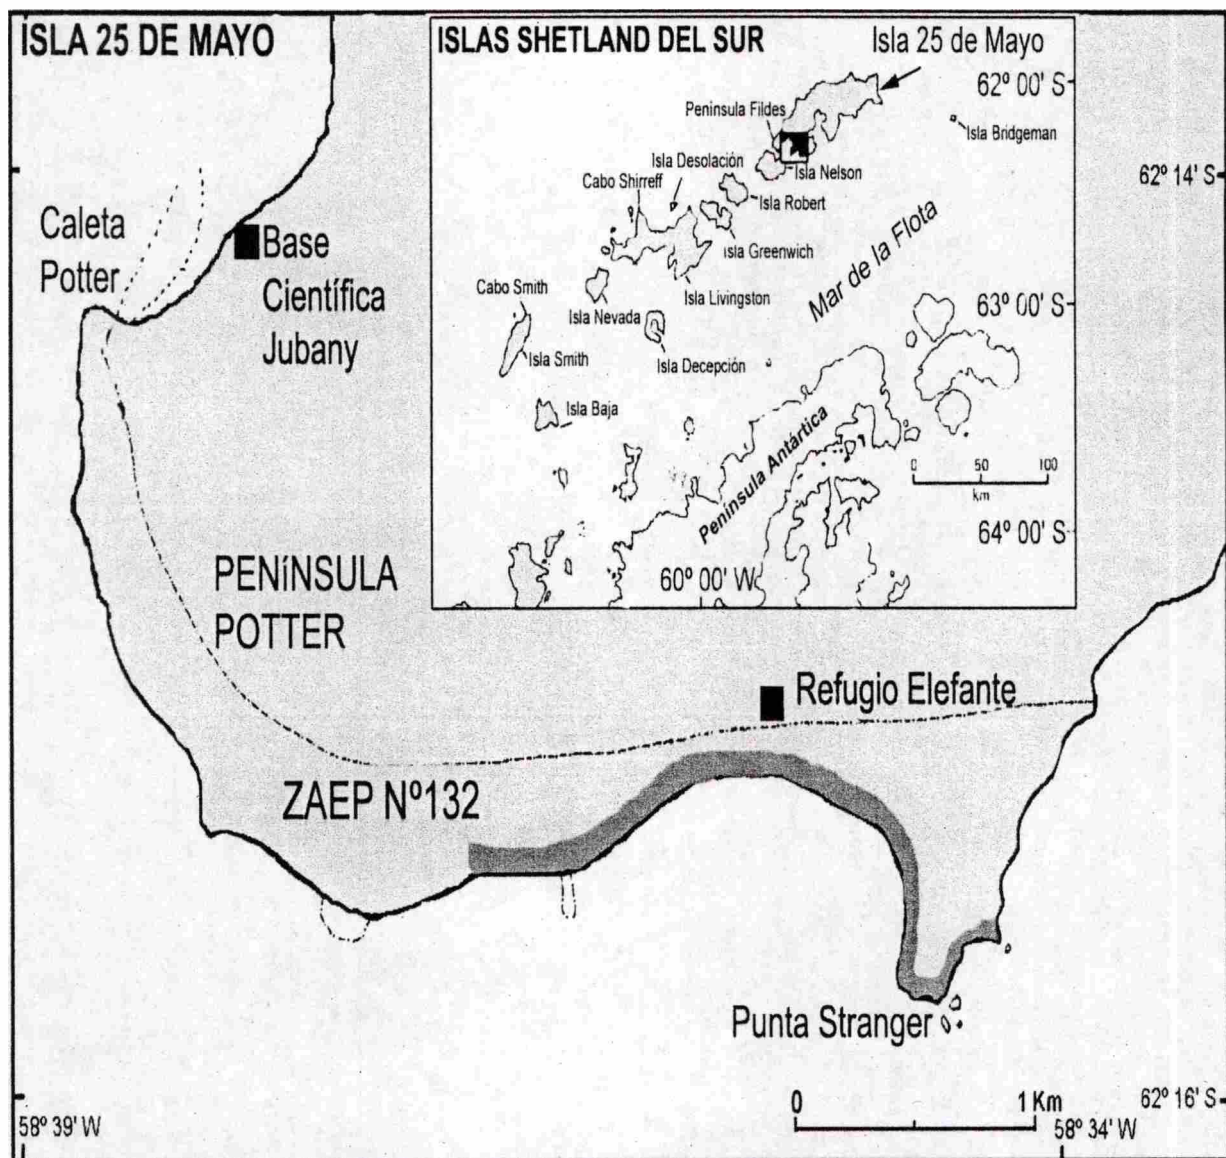 ISLA 25 DE MAYO
ISLAS SHETLAND DEL SUR
Isla 25 de Mayo
62º 00' S
Peninsula Fildes
Isla Bridgeman
Isla Desolación
Isla Nelson
62º 14' S
Cabo Shirreff
Isla Robert
Caleta
Potter
Mar de la Flota
Base
Científica
Jubany
Isla Greenwich
Cabo Smith
Isla Livingston
63º 00' S
Isla Nevada
Isla Smith
Isla Decepción
Isla Baja
Península Antártica
0 50 100
km
64º 00' S
60º 00' W
PENÍNSULA
POTTER
Refugio Elefante
ZAEP Nº132
Punta Stranger
0 1 Km
62º 16' S
58º 39' W
58º 34' W